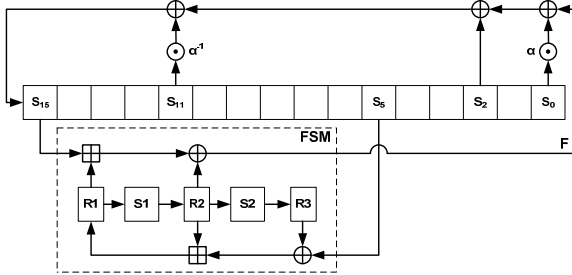 α⁻¹
α
S₁₅ S₁₁ S₅ S₂ S₀
FSM
F
R1 S1 R2 S2 R3